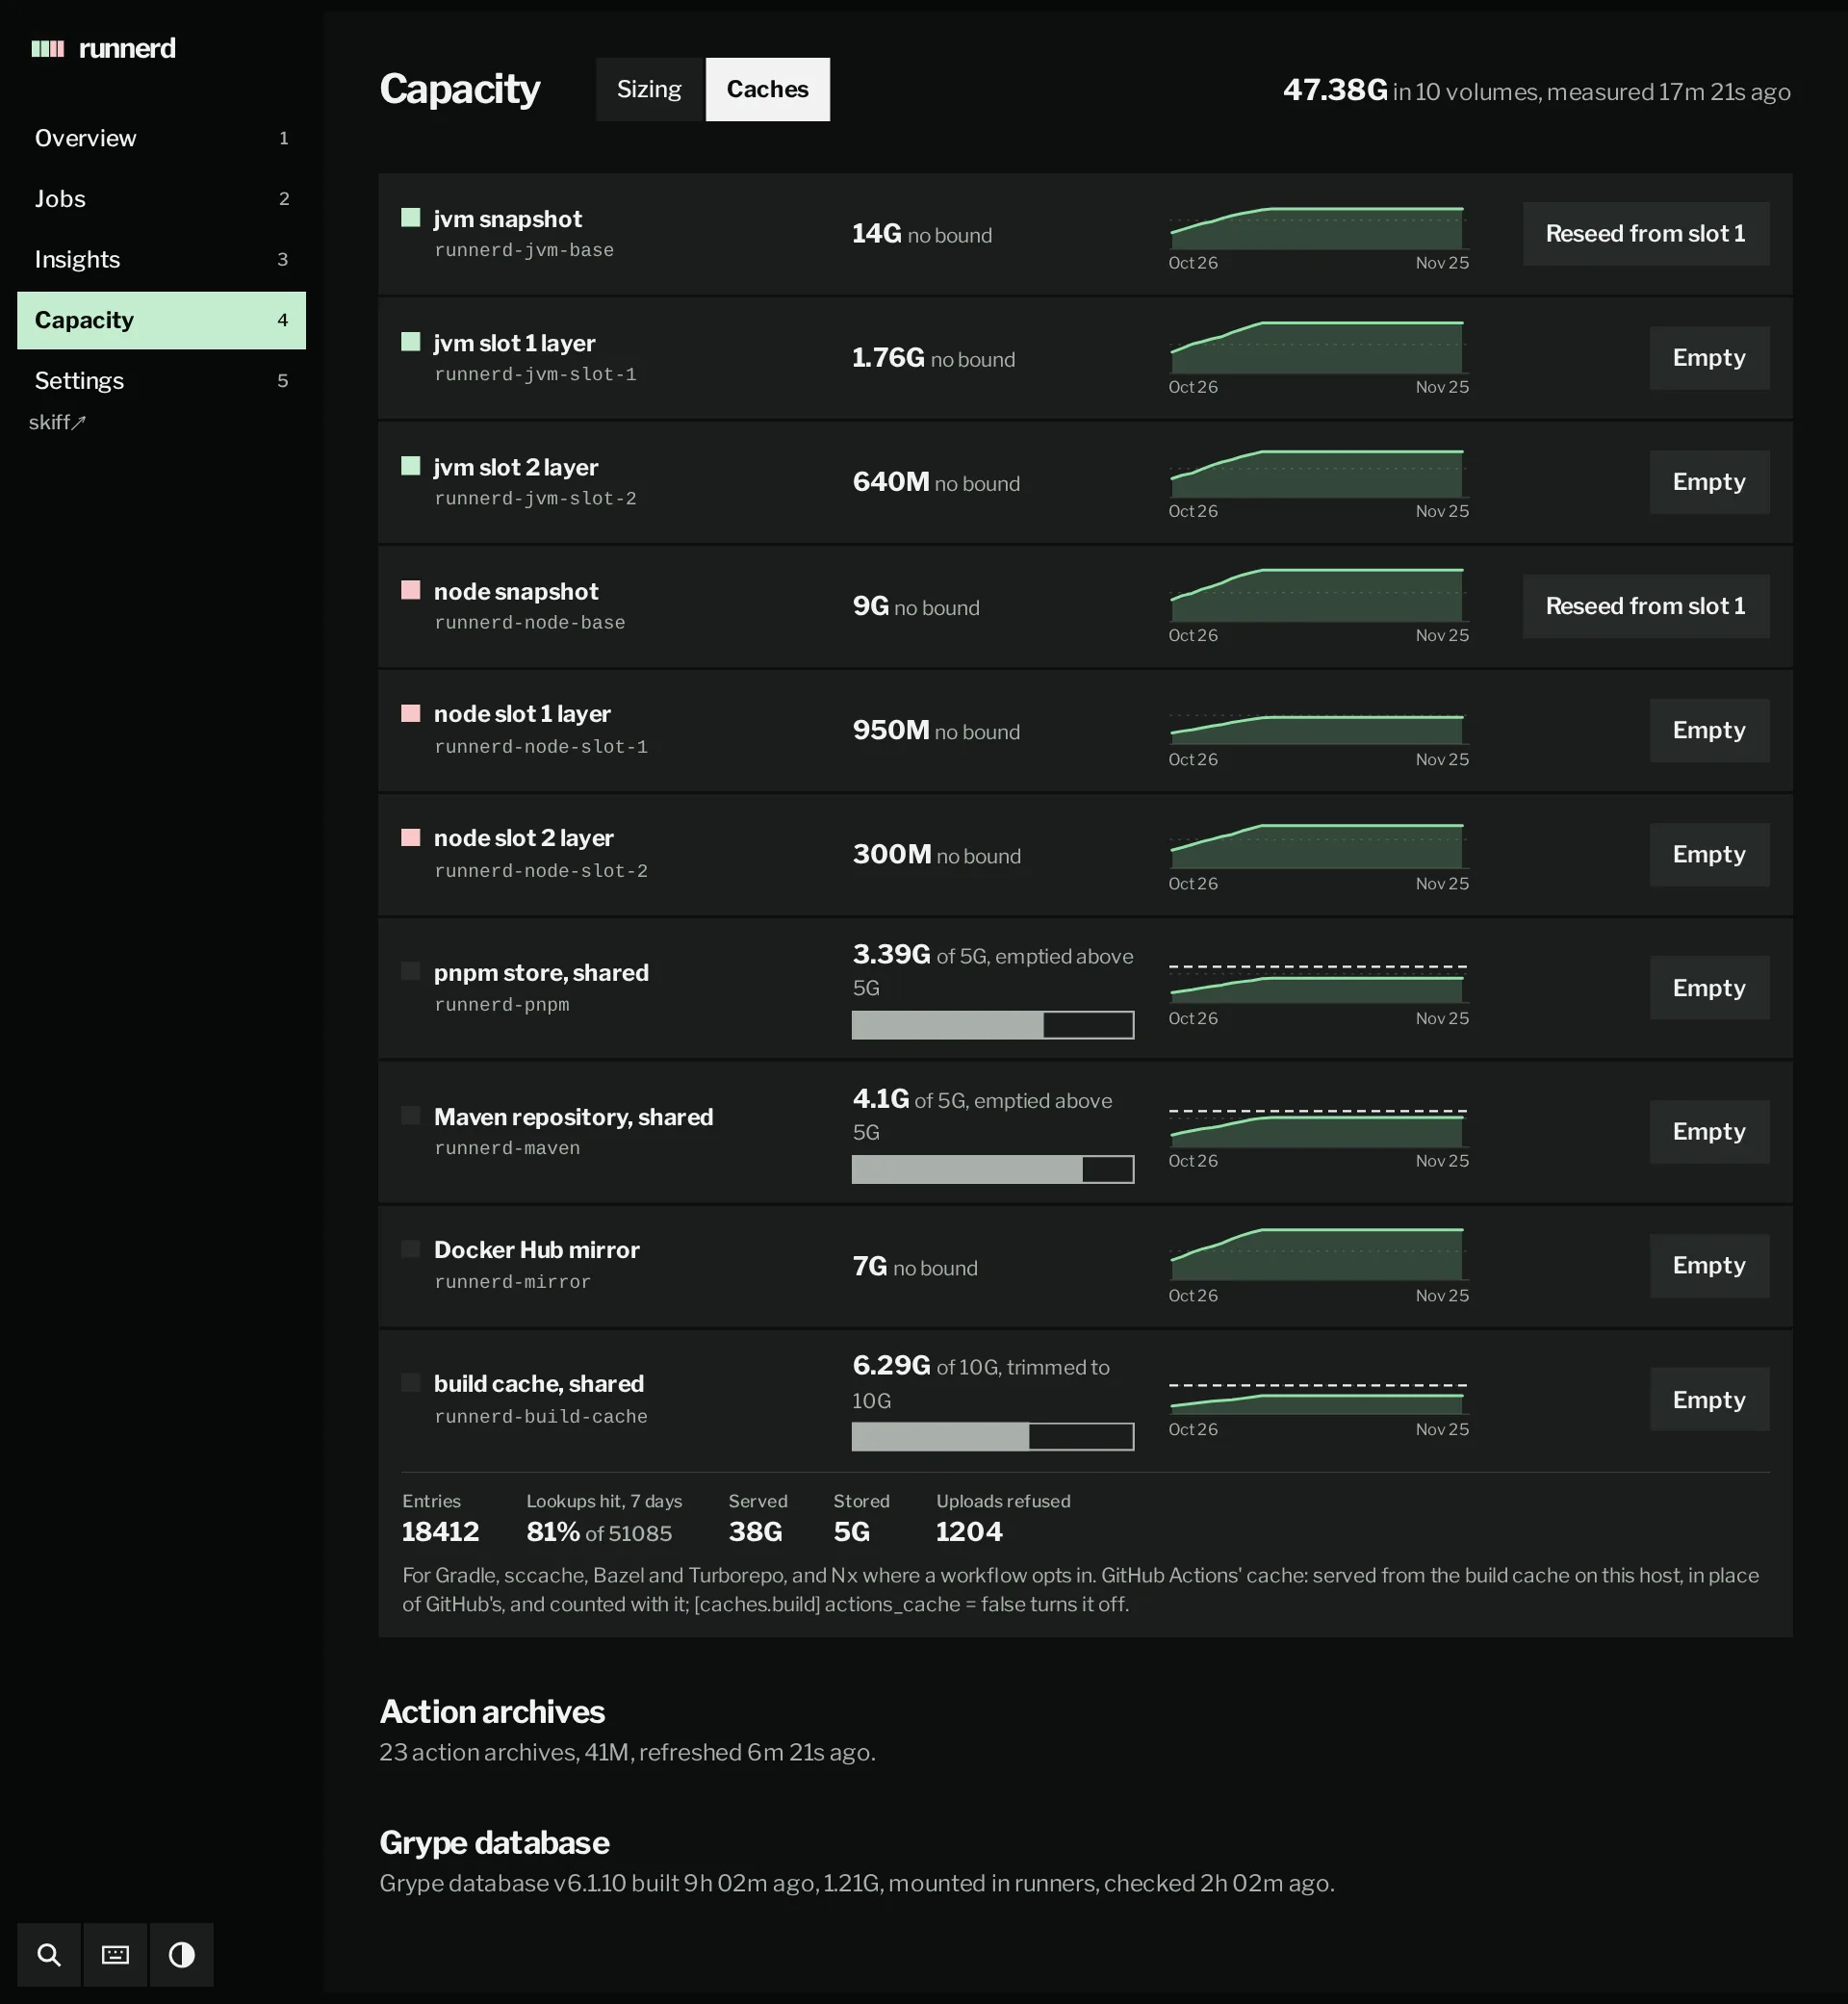 runnerd
Overview 1
Jobs 2
Insights 3
Capacity 4
Settings 5
skiff↗
Capacity
Sizing
Caches
47.38G in 10 volumes, measured 17m 21s ago
jvm snapshot
runnerd-jvm-base
14G no bound
Oct 26
Nov 25
Reseed from slot 1
jvm slot 1 layer
runnerd-jvm-slot-1
1.76G no bound
Oct 26
Nov 25
Empty
jvm slot 2 layer
runnerd-jvm-slot-2
640M no bound
Oct 26
Nov 25
Empty
node snapshot
runnerd-node-base
9G no bound
Oct 26
Nov 25
Reseed from slot 1
node slot 1 layer
runnerd-node-slot-1
950M no bound
Oct 26
Nov 25
Empty
node slot 2 layer
runnerd-node-slot-2
300M no bound
Oct 26
Nov 25
Empty
pnpm store, shared
runnerd-pnpm
3.39G of 5G, emptied above
5G
Oct 26
Nov 25
Empty
Maven repository, shared
runnerd-maven
4.1G of 5G, emptied above
5G
Oct 26
Nov 25
Empty
Docker Hub mirror
runnerd-mirror
7G no bound
Oct 26
Nov 25
Empty
build cache, shared
runnerd-build-cache
6.29G of 10G, trimmed to
10G
Oct 26
Nov 25
Empty
Entries
18412
Lookups hit, 7 days
81% of 51085
Served
38G
Stored
5G
Uploads refused
1204
For Gradle, sccache, Bazel and Turborepo, and Nx where a workflow opts in. GitHub Actions' cache: served from the build cache on this host, in place
of GitHub's, and counted with it; [caches.build] actions_cache = false turns it off.
Action archives
23 action archives, 41M, refreshed 6m 21s ago.
Grype database
Grype database v6.1.10 built 9h 02m ago, 1.21G, mounted in runners, checked 2h 02m ago.